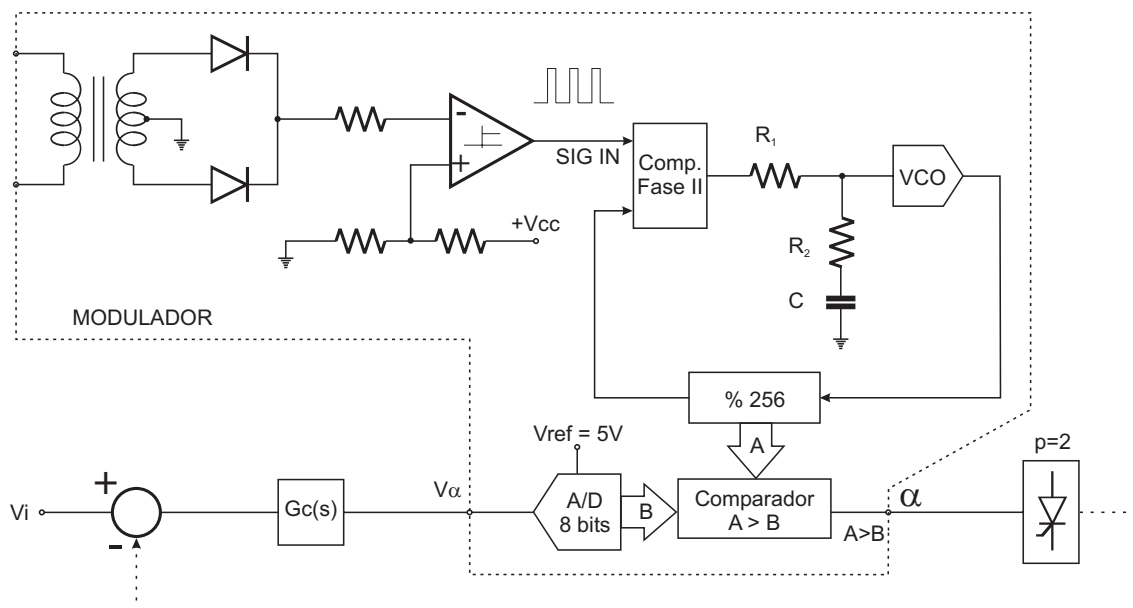 -
+
SIG IN
Comp.
Fase II
R1
VCO
+Vcc
R2
C
MODULADOR
% 256
Vref = 5V
A
p=2
+
Vi
-
Gc(s)
Vα
A/D
8 bits
B
Comparador
A > B
A>B
α